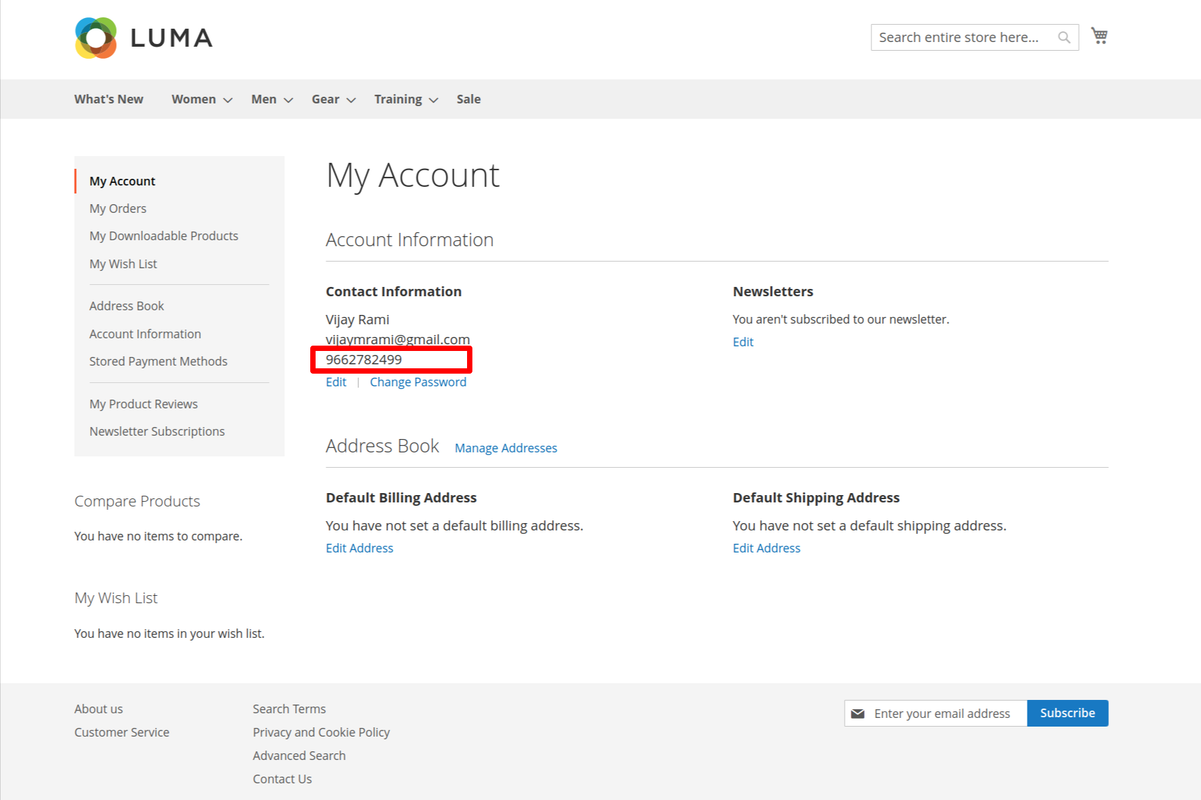 LUMA
Search entire store here...
What's New Women Men Gear Training Sale
My Account
My Orders
My Downloadable Products
My Wish List
Address Book
Account Information
Stored Payment Methods
My Product Reviews
Newsletter Subscriptions
Compare Products
You have no items to compare.
My Wish List
You have no items in your wish list.
My Account
Account Information
Contact Information
Vijay Rami
vijaymrami@gmail.com
9662782499
Edit | Change Password
Newsletters
You aren't subscribed to our newsletter.
Edit
Address Book Manage Addresses
Default Billing Address
You have not set a default billing address.
Edit Address
Default Shipping Address
You have not set a default shipping address.
Edit Address
About us
Customer Service
Search Terms
Privacy and Cookie Policy
Advanced Search
Contact Us
Enter your email address
Subscribe